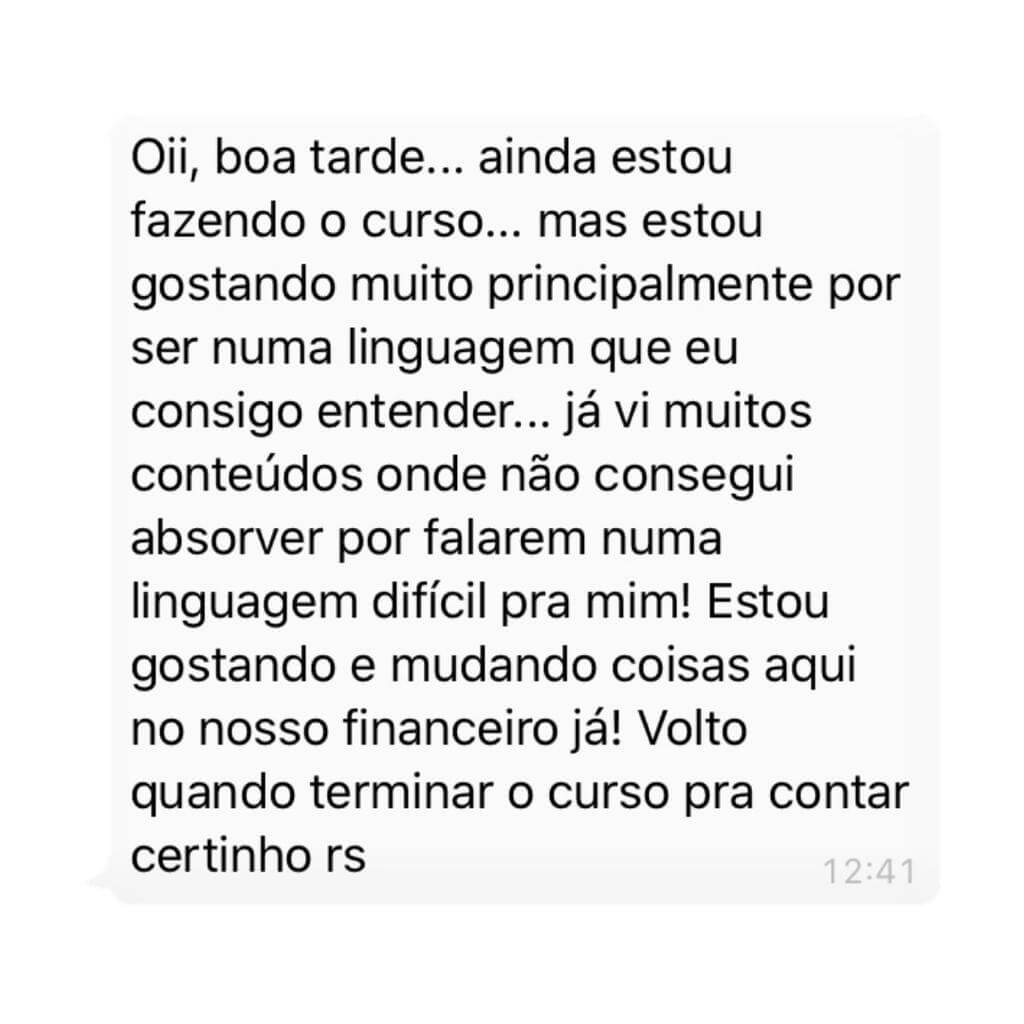 Oii, boa tarde... ainda estou
fazendo o curso... mas estou
gostando muito principalmente por
ser numa linguagem que eu
consigo entender... já vi muitos
conteúdos onde não consegui
absorver por falarem numa
linguagem difícil pra mim! Estou
gostando e mudando coisas aqui
no nosso financeiro já! Volto
quando terminar o curso pra contar
certinho rs
12:41